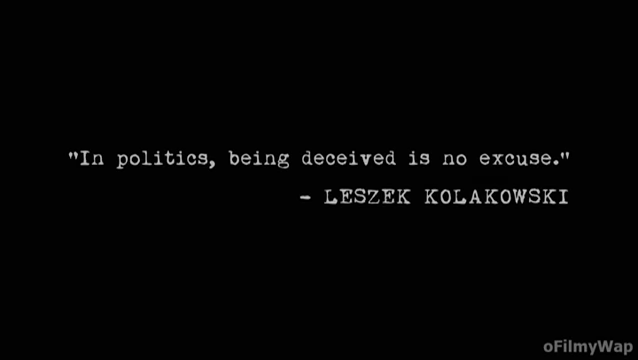 "In politics, being deceived is no excuse."
- LESZEK KOLAKOWSKI
oFilmyWap